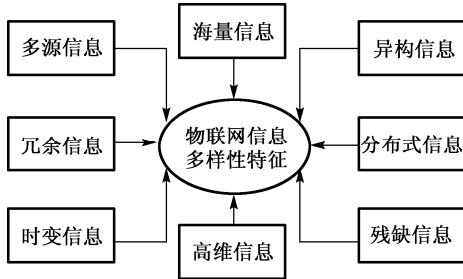 多源信息
海量信息
异构信息
冗余信息
物联网信息
多样性特征
分布式信息
时变信息
高维信息
残缺信息